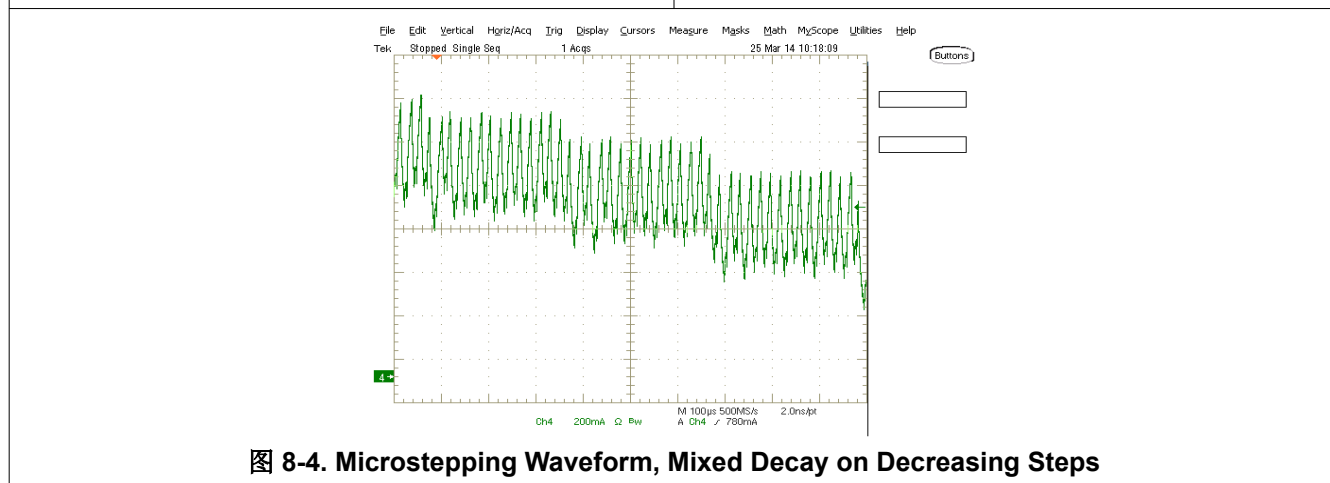 File Edit Vertical Horiz/Acq Trig Display Cursors Measure Masks Math MyScope Utilities Help
Tek Stopped Single Seq 1 Acqs 25 Mar 14 10:18:09
Buttons
4
M 100µs 500MS/s 2.0ns/pt
Ch4 200mA Ω Bw A Ch4 ∕ 780mA
图 8-4. Microstepping Waveform, Mixed Decay on Decreasing Steps